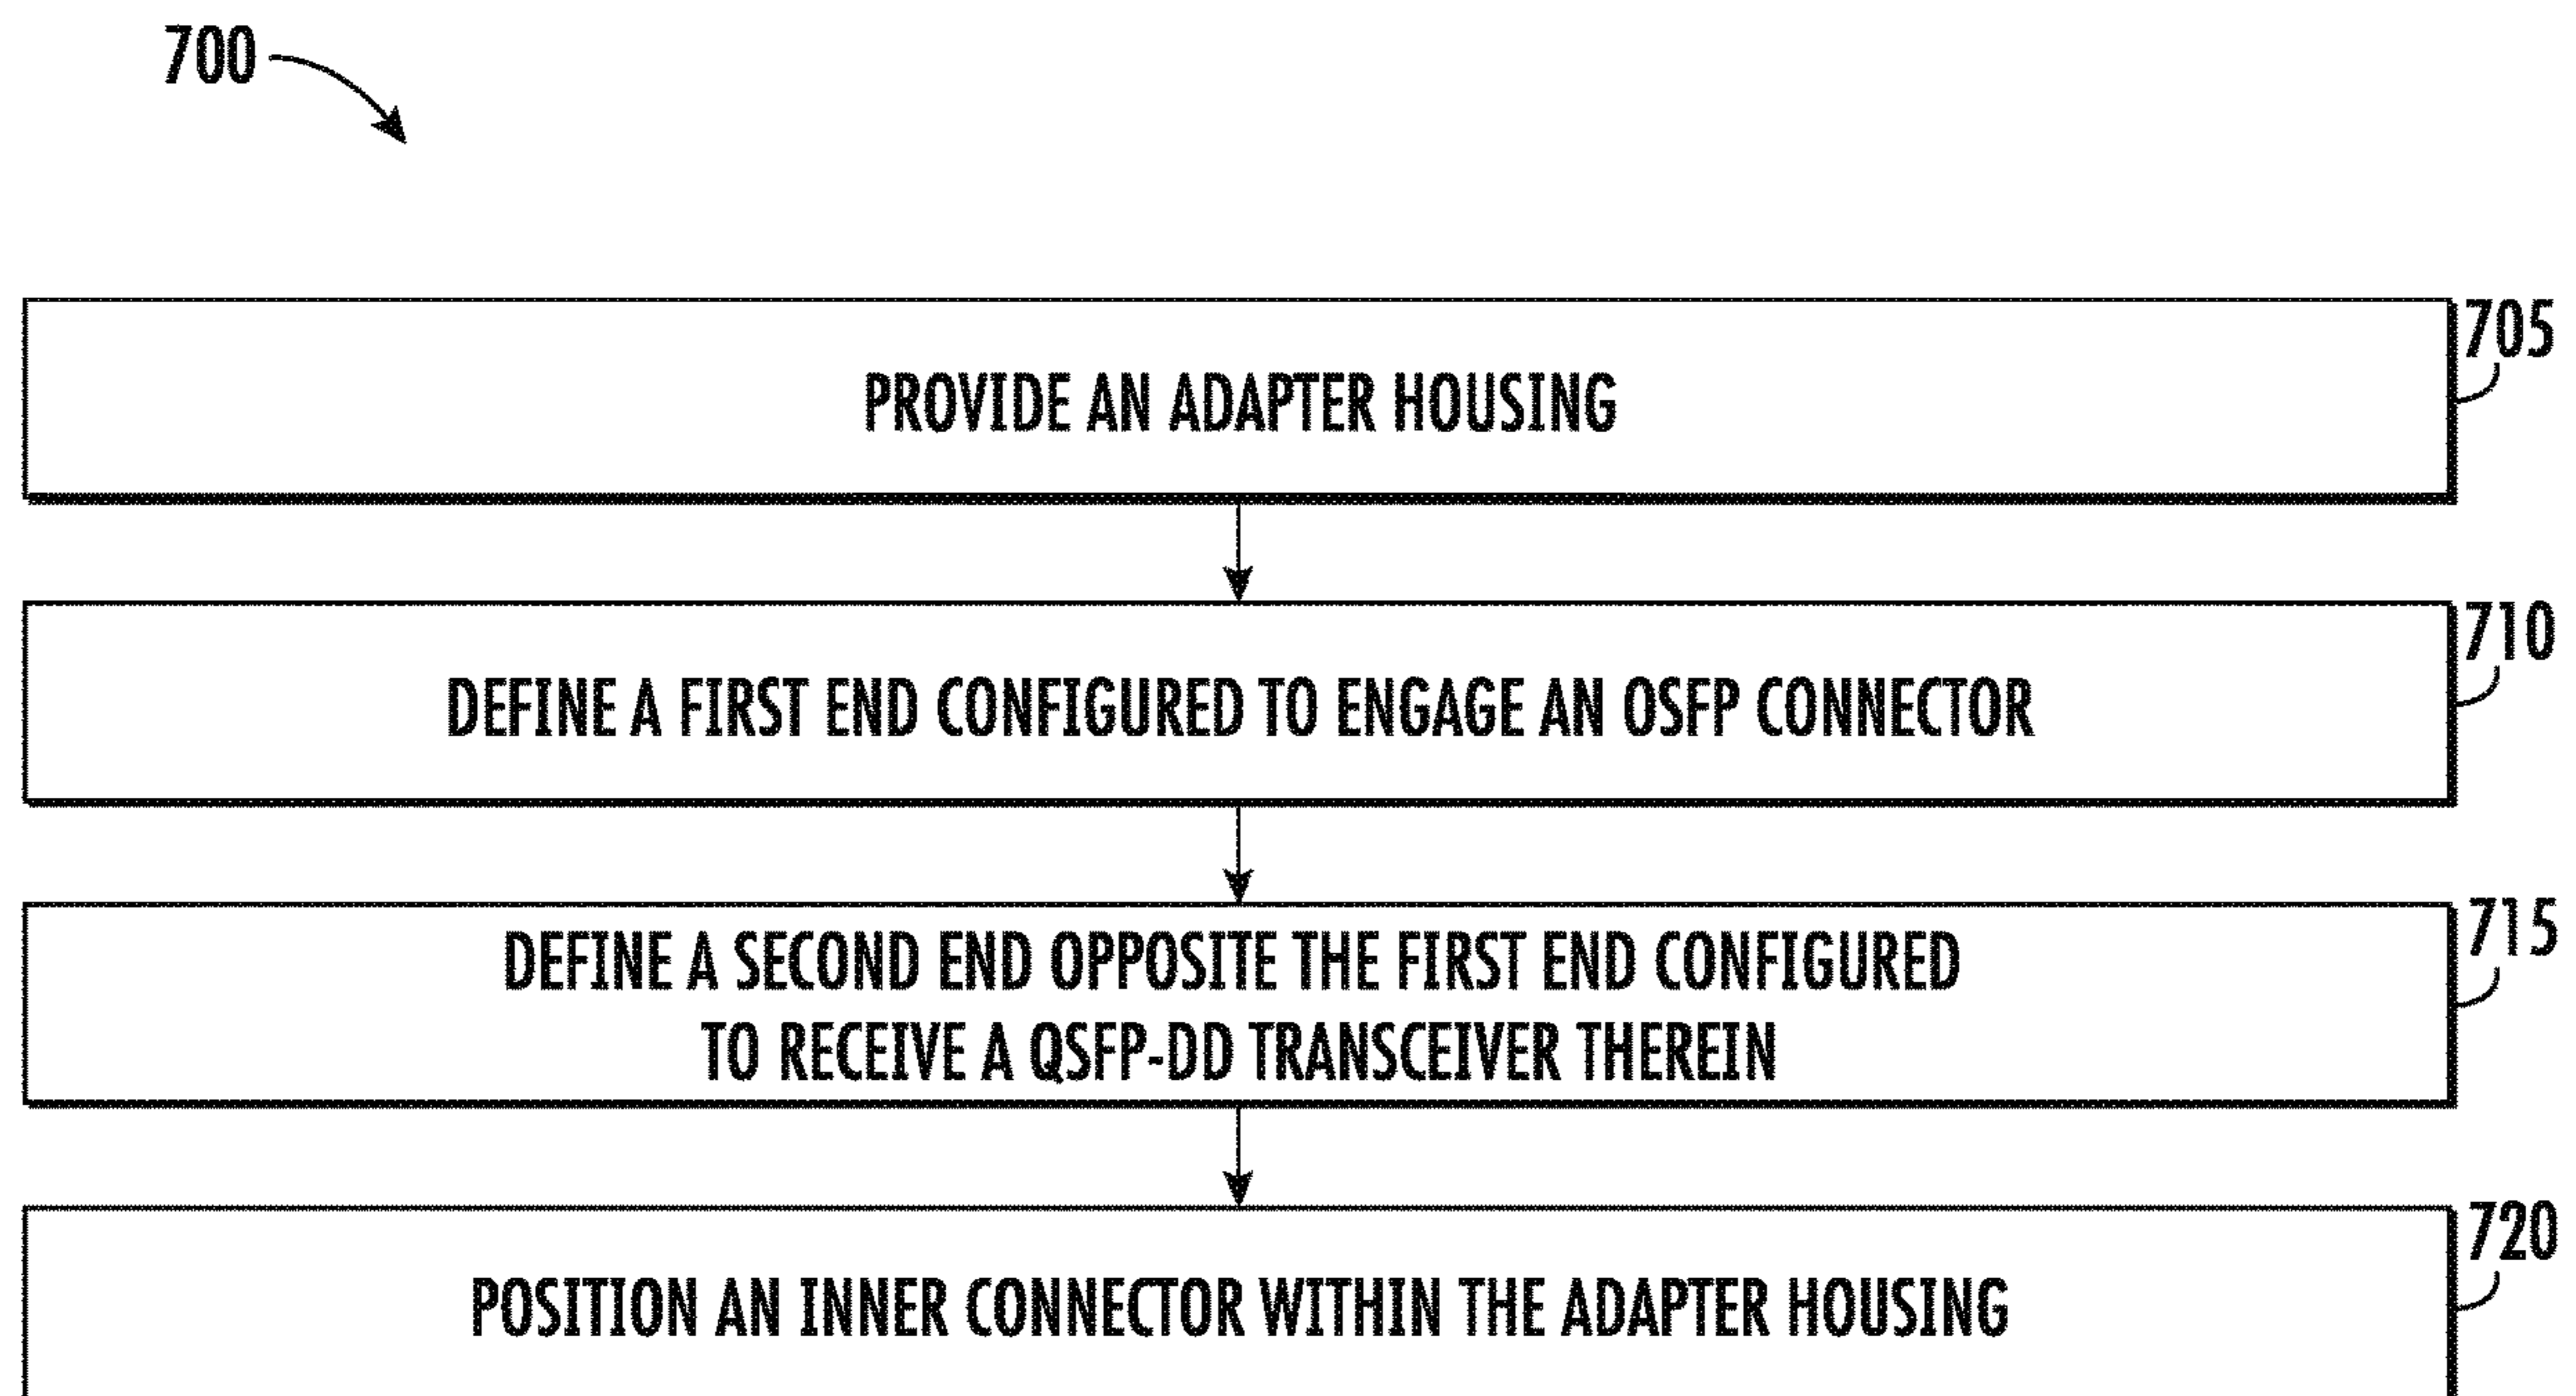 700
705
PROVIDE AN ADAPTER HOUSING
710
DEFINE A FIRST END CONFIGURED TO ENGAGE AN OSFP CONNECTOR
715
DEFINE A SECOND END OPPOSITE THE FIRST END CONFIGURED
TO RECEIVE A QSFP-DD TRANSCEIVER THEREIN
720
POSITION AN INNER CONNECTOR WITHIN THE ADAPTER HOUSING